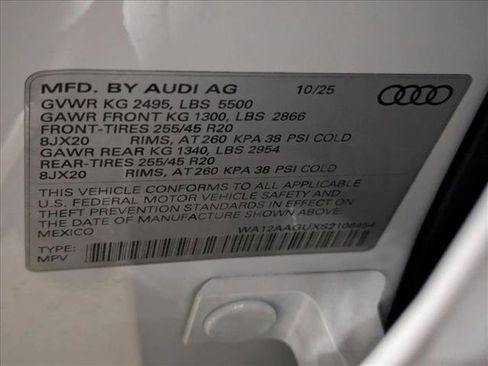 MFD. BY AUDI AG 10/25
GVWR KG 2495, LBS 5500
GAWR FRONT KG 1300, LBS 2866
FRONT-TIRES 255/45 R20
8JX20 RIMS, AT 260 KPA 38 PSI COLD
GAWR REAR KG 1340, LBS 2954
REAR-TIRES 255/45 R20
8JX20 RIMS, AT 260 KPA 38 PSI COLD
THIS VEHICLE CONFORMS TO ALL APPLICABLE
U.S. FEDERAL MOTOR VEHICLE SAFETY AND
THEFT PREVENTION STANDARDS IN EFFECT ON
THE DATE OF MANUFACTURE SHOWN ABOVE.
MEXICO
WA12AAGUXS2108454
TYPE:
MPV